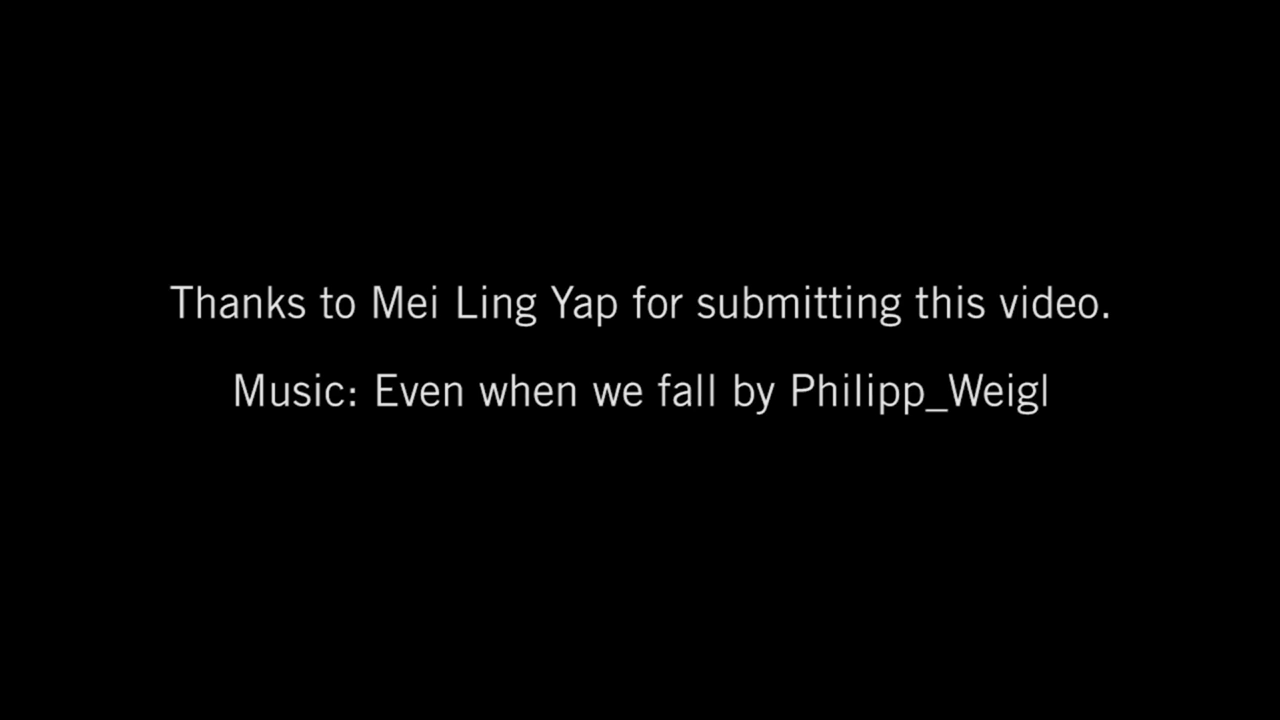 Thanks to Mei Ling Yap for submitting this video.
Music: Even when we fall by Philipp_Weigl